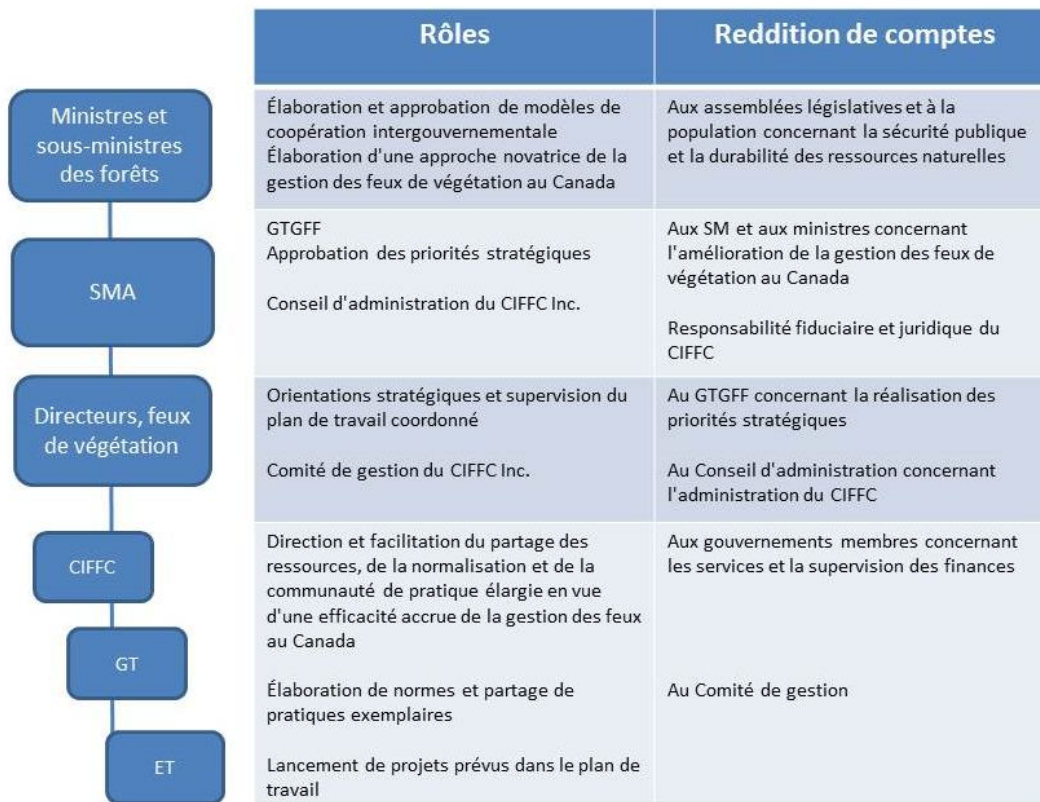 Rôles
Reddition de comptes
Ministres et
sous-ministres
des forêts
Élaboration et approbation de modèles de
coopération intergouvernementale
Élaboration d'une approche novatrice de la
gestion des feux de végétation au Canada
Aux assemblées législatives et à la
population concernant la sécurité publique
et la durabilité des ressources naturelles
SMA
GTGFF
Approbation des priorités stratégiques
Conseil d'administration du CIFFC Inc.
Aux SM et aux ministres concernant
l'amélioration de la gestion des feux de
végétation au Canada
Responsabilité fiduciaire et juridique du
CIFFC
Directeurs, feux
de végétation
Orientations stratégiques et supervision du
plan de travail coordonné
Comité de gestion du CIFFC Inc.
Au GTGFF concernant la réalisation des
priorités stratégiques
Au Conseil d'administration concernant
l'administration du CIFFC
CIFFC
Direction et facilitation du partage des
ressources, de la normalisation et de la
communauté de pratique élargie en vue
d'une efficacité accrue de la gestion des feux
au Canada
Aux gouvernements membres concernant
les services et la supervision des finances
GT
Élaboration de normes et partage de
pratiques exemplaires
Au Comité de gestion
ET
Lancement de projets prévus dans le plan de
travail